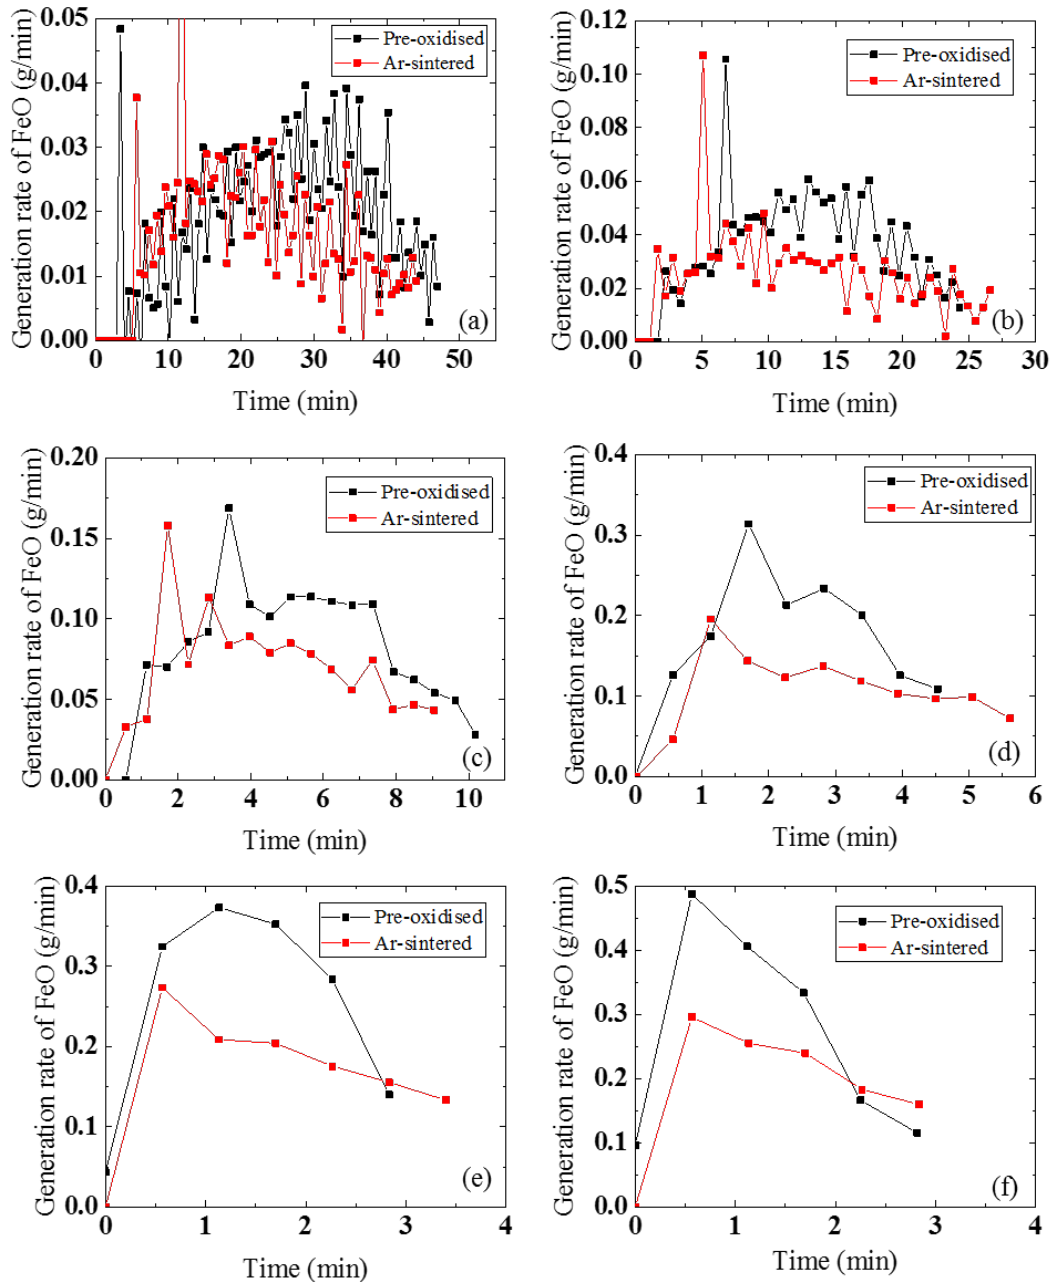 Generation rate of FeO (g/min)
0.05
0.04
0.03
0.02
0.01
0.00
Pre-oxidised
Ar-sintered
(a)
0 10 20 30 40 50
Time (min)
Generation rate of FeO (g/min)
0.12
0.10
0.08
0.06
0.04
0.02
0.00
Pre-oxidised
Ar-sintered
(b)
0 5 10 15 20 25 30
Time (min)
Generation rate of FeO (g/min)
0.20
0.15
0.10
0.05
0.00
Pre-oxidised
Ar-sintered
(c)
0 2 4 6 8 10
Time (min)
Generation rate of FeO (g/min)
0.4
0.3
0.2
0.1
0.0
Pre-oxidised
Ar-sintered
(d)
0 1 2 3 4 5 6
Time (min)
Generation rate of FeO (g/min)
0.4
0.3
0.2
0.1
0.0
Pre-oxidised
Ar-sintered
(e)
0 1 2 3 4
Time (min)
Generation rate of FeO (g/min)
0.5
0.4
0.3
0.2
0.1
0.0
Pre-oxidised
Ar-sintered
(f)
0 1 2 3 4
Time (min)